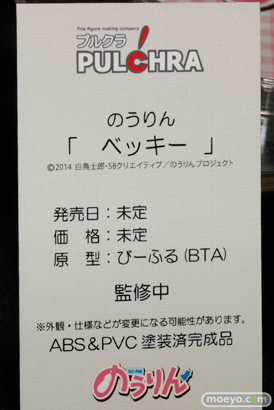 Fine figure making company
プルクラ
PULCHRA
のうりん
「 ベッキー 」
©2014 白鳥士郎・SBクリエイティブ/のうりんプロジェクト
発売日：未定
価　格：未定
原　型：びーふる (BTA)
監修中
※外観・仕様などが変更になる可能性があります。
ABS&PVC 塗装済完成品
のうりん
moeyo.com